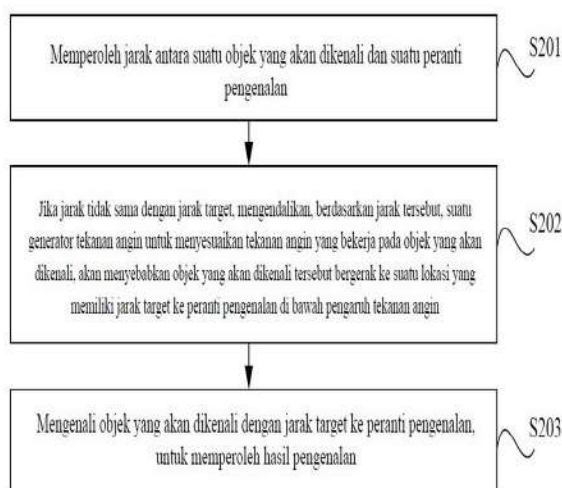 Memperoleh jarak antara suatu objek yang akan dikenali dan suatu peranti
pengenalan
S201
Jika jarak tidak sama dengan jarak target, mengendalikan, berdasarkan jarak tersebut, suatu
generator tekanan angin untuk menyesuaikan tekanan angin yang bekerja pada objek yang akan
dikenali, akan menyebabkan objek yang akan dikenali tersebut bergerak ke suatu lokasi yang
memiliki jarak target ke peranti pengenalan di bawah pengaruh tekanan angin
S202
Mengenali objek yang akan dikenali dengan jarak target ke peranti pengenalan,
untuk memperoleh hasil pengenalan
S203